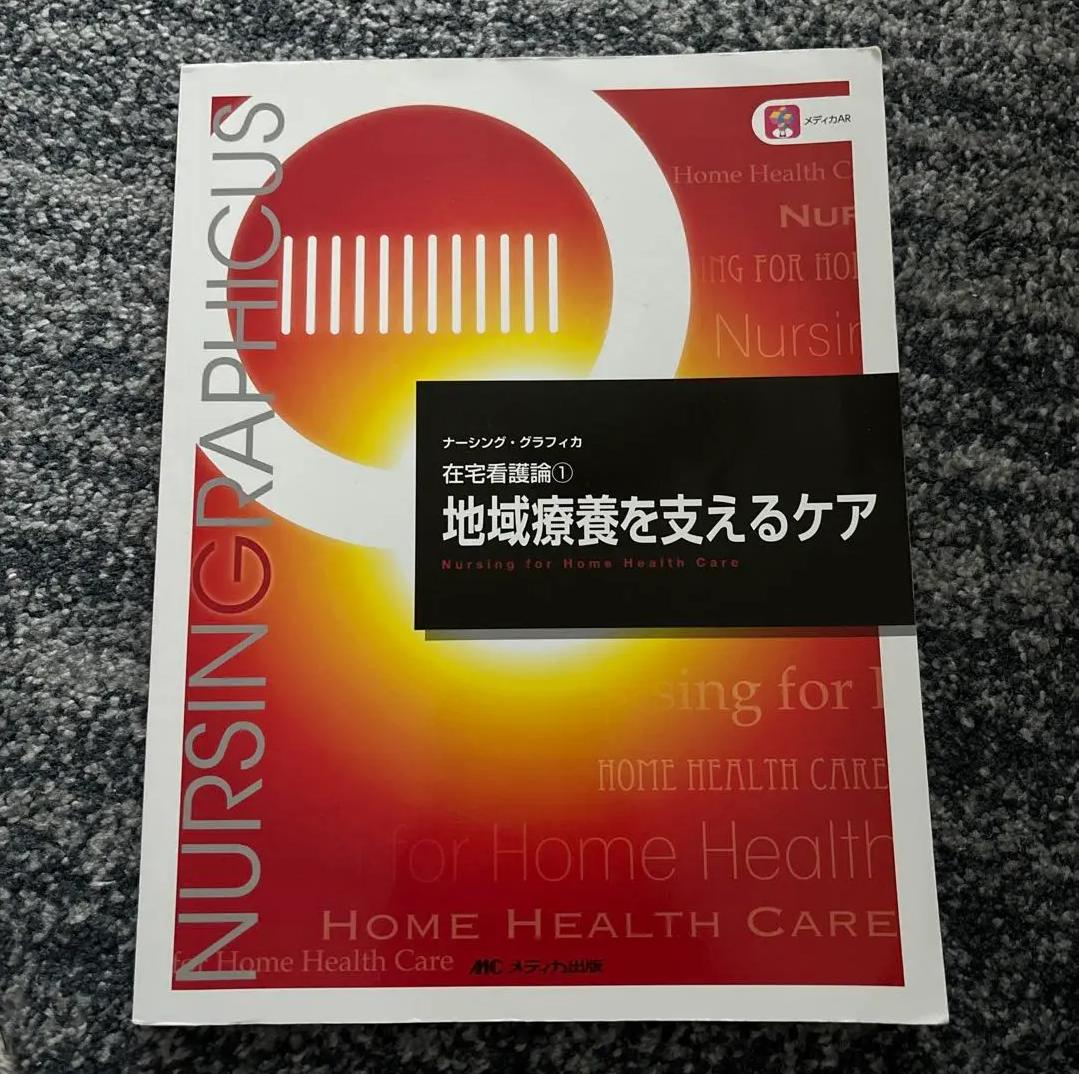 メディカAR
Home Health C
NUR
ING FOR HO
Nursin
NURSINGRAPHICUS
ナーシング・グラフィカ
在宅看護論①
地域療養を支えるケア
Nursing for Home Health Care
sing for
HOME HEALTH CARE
for Home Health
HOME HEALTH CARE
for Home Health Care
MC メディカ出版